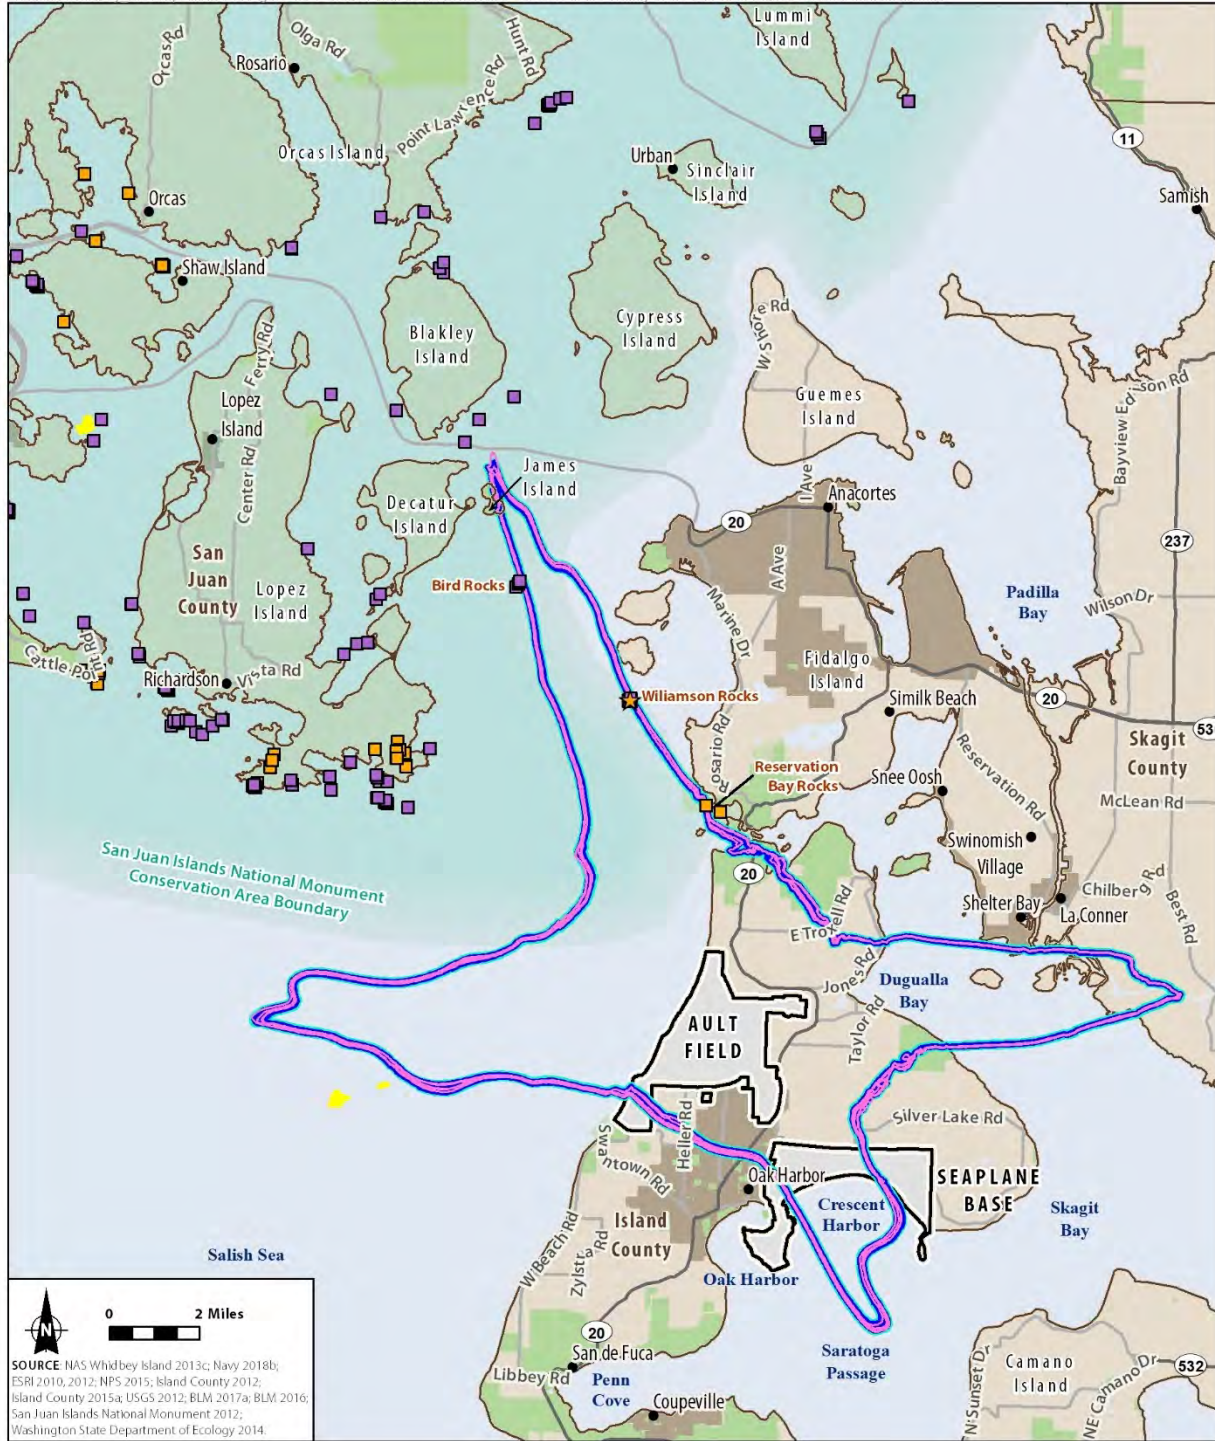 Lummi
Island
Olga Rd
Hunt Rd
Orcas Rd
Rosario
Point Lawrence Rd
Orcas Island
11
Urban
Sinclair
Island
Samish
Orcas
Shaw Island
Ferry Rd
Blakley
Island
Cypress
Island
W Shore Rd
Guemes
Island
Bayview Edison Rd
Lopez
Island
Center Rd
James
Island
Decatur
Island
I Ave
Anacortes
20
237
San
Juan
County
Lopez
Island
Bird Rocks
A Ave
Padilla
Bay
Wilson Dr
Marine Dr
Cattle Point Rd
Richardson
Vista Rd
Fidalgo
Island
Wiliamson Rocks
Similk Beach
20
53
Rosario Rd
Skagit
County
Reservation
Bay Rocks
Snee Oosh
Reservation Rd
McLean Rd
Swinomish
Village
San Juan Islands National Monument
Conservation Area Boundary
20
Chilberg Rd
Best Rd
Shelter Bay
La Conner
E Troxell Rd
Jones Rd
Dugualla
Bay
AULT
FIELD
Taylor Rd
Silver Lake Rd
Heller Rd
Swantown Rd
Oak Harbor
SEAPLANE
BASE
Crescent
Harbor
Skagit
Bay
Island
County
W Beach Rd
Zylstra Rd
Salish Sea
Oak Harbor
0 2 Miles
N
20
San de Fuca
Saratoga
Passage
Libbey Rd
Penn
Cove
Coupeville
Camano
Island
532
N Sunset Dr
NE Camano Dr
SOURCE: NAS Whidbey Island 2013c; Navy 2018b;
ESRI 2010, 2012; NPS 2015; Island County 2012;
Island County 2015a; USGS 2012; BLM 2017a; BLM 2016;
San Juan Islands National Monument 2012;
Washington State Department of Ecology 2014.